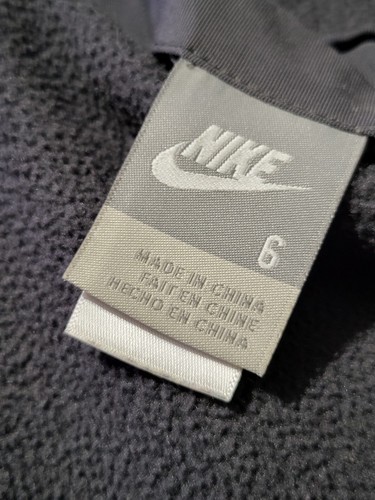 NIKE
6
MADE IN CHINA
FAIT EN CHINE
HECHO EN CHINA